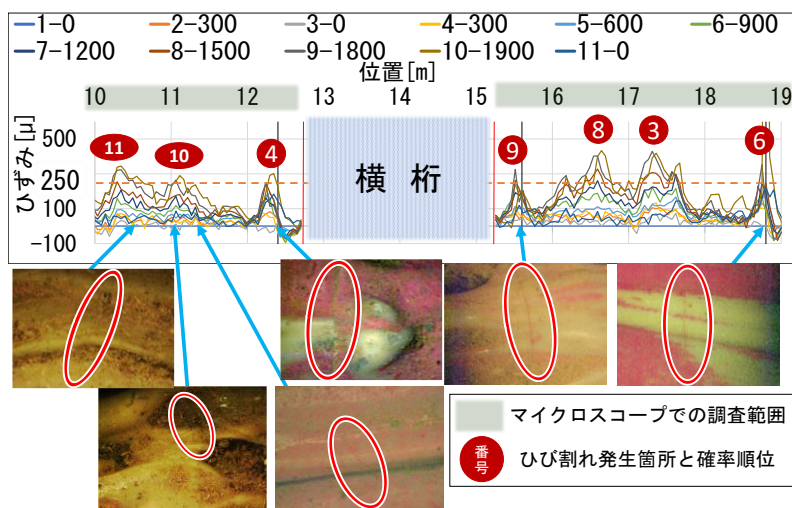 1-0 2-300 3-0 4-300 5-600 6-900
7-1200 8-1500 9-1800 10-1900 11-0
位置[m]
10 11 12 13 14 15 16 17 18 19
ひずみ[μ]
500
250
100
-100
11 10 4 9 8 3 6
横 桁
マイクロスコープでの調査範囲
番号 ひび割れ発生箇所と確率順位